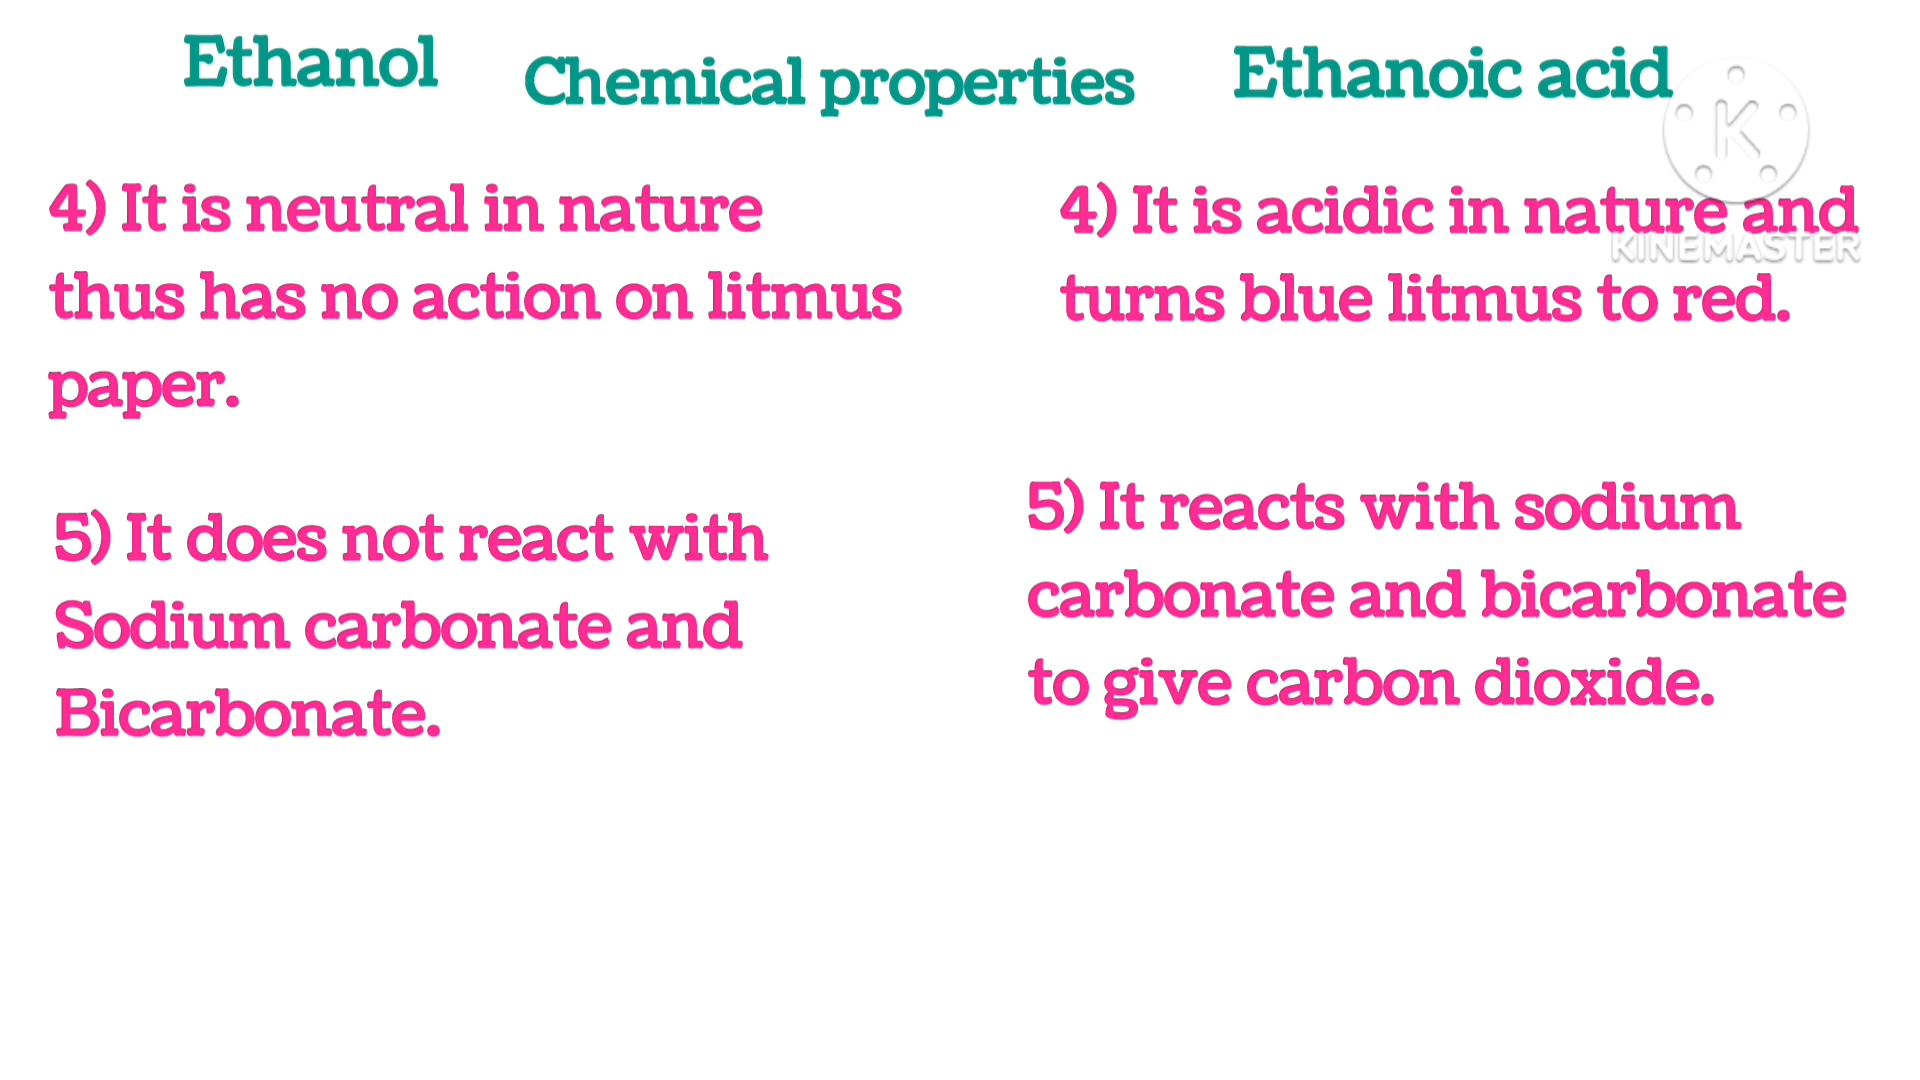 Ethanol
Chemical properties
Ethanoic acid
4) It is neutral in nature
thus has no action on litmus
paper.
5) It does not react with
Sodium carbonate and
Bicarbonate.
4) It is acidic in nature and
turns blue litmus to red.
5) It reacts with sodium
carbonate and bicarbonate
to give carbon dioxide.
K
KINEMASTER